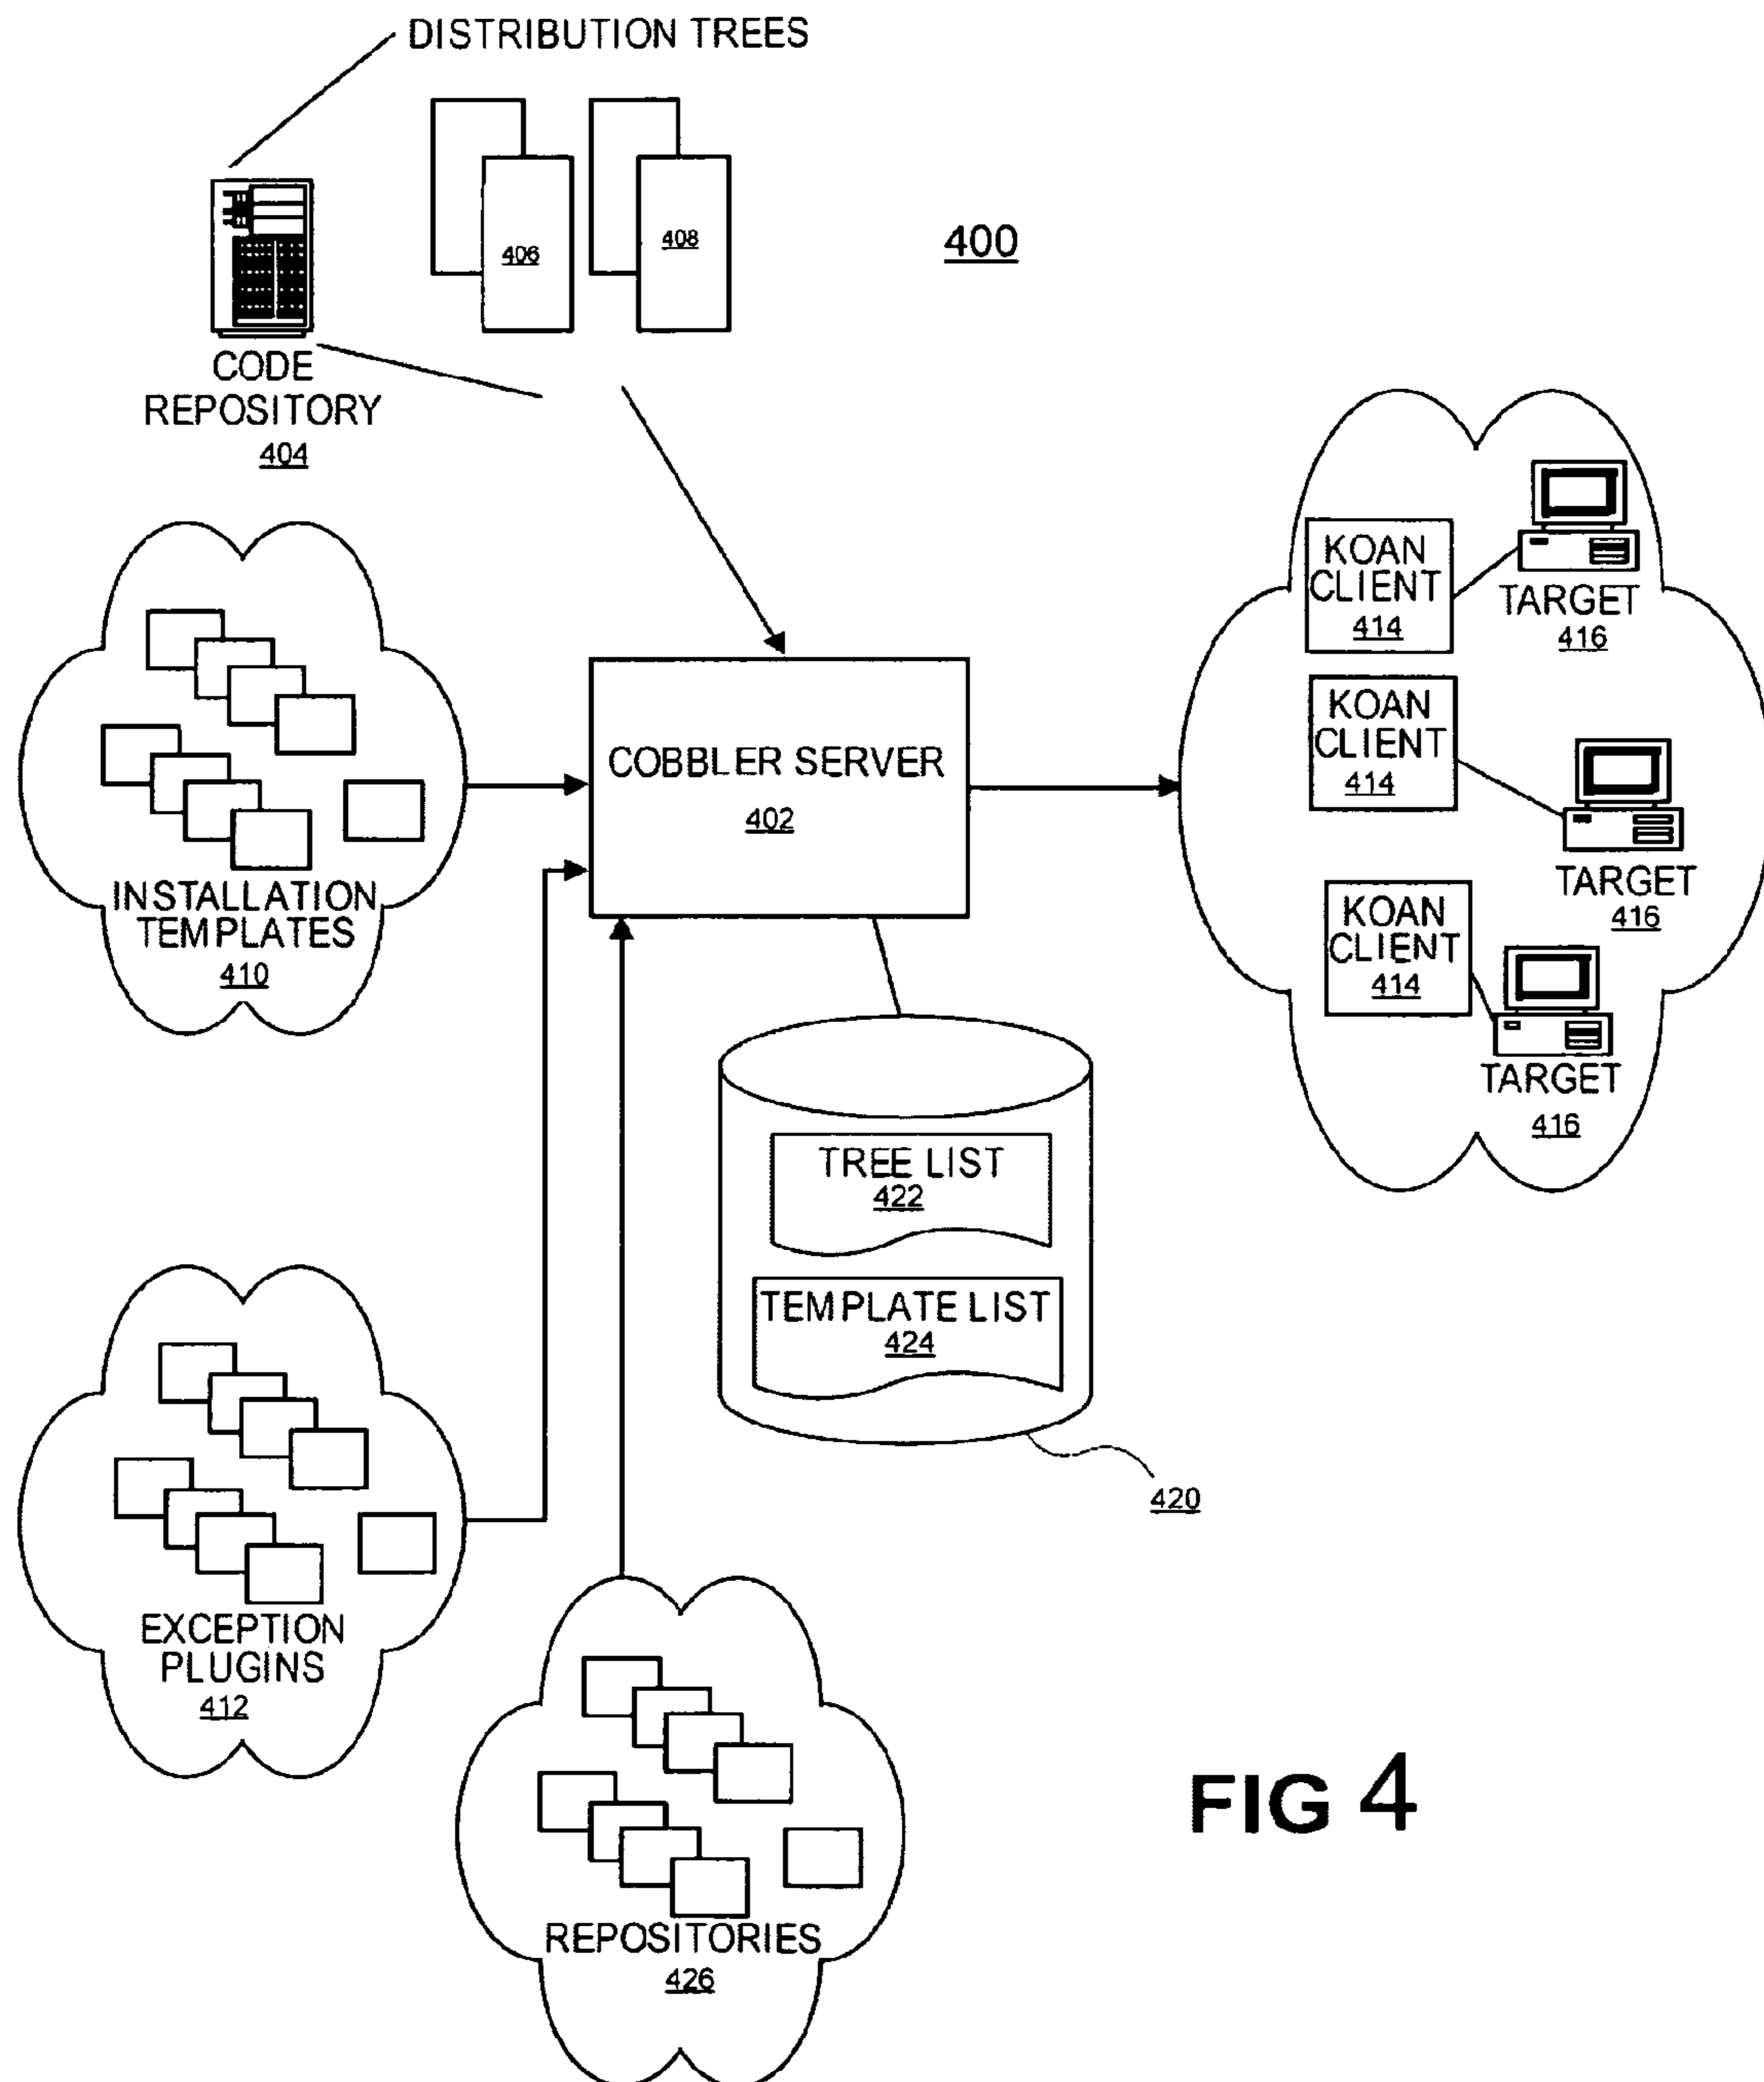 DISTRIBUTION TREES
406
408
400
CODE
REPOSITORY
404
KOAN
CLIENT
414
TARGET
416
KOAN
CLIENT
414
TARGET
416
KOAN
CLIENT
414
TARGET
416
COBBLER SERVER
402
INSTALLATION
TEMPLATES
410
TREE LIST
422
TEMPLATE LIST
424
420
EXCEPTION
PLUGINS
412
REPOSITORIES
426
FIG 4